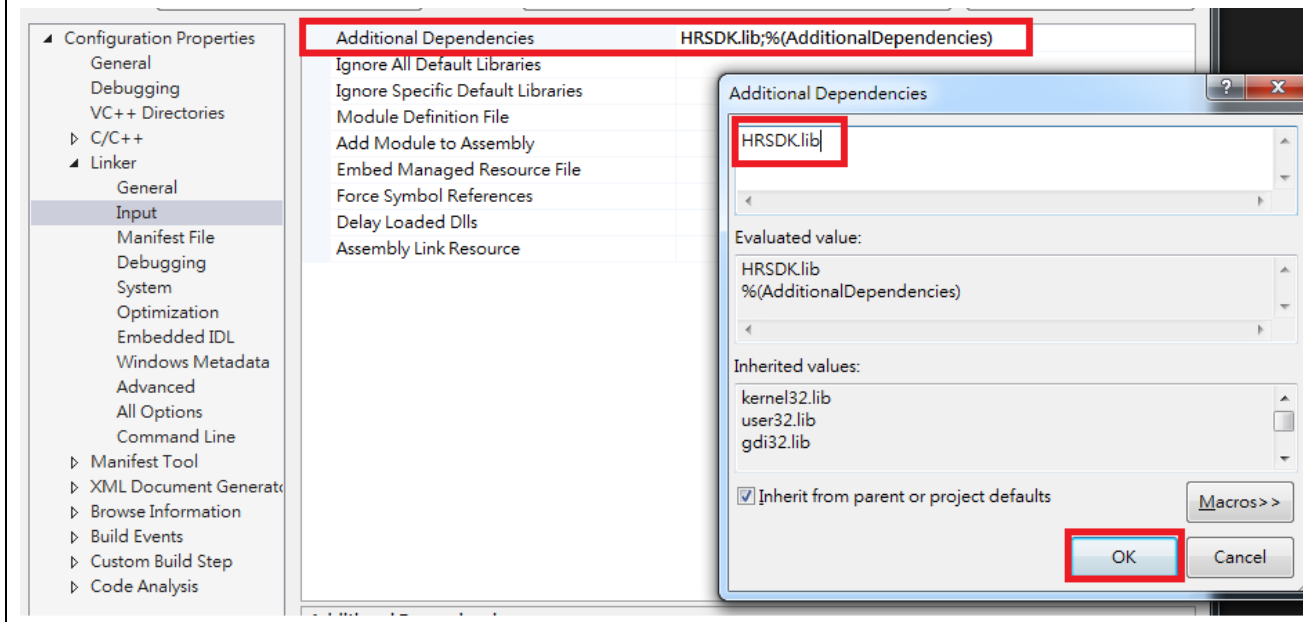 Configuration Properties
General
Debugging
VC++ Directories
C/C++
Linker
General
Input
Manifest File
Debugging
System
Optimization
Embedded IDL
Windows Metadata
Advanced
All Options
Command Line
Manifest Tool
XML Document Generato
Browse Information
Build Events
Custom Build Step
Code Analysis
Additional Dependencies HRSDK.lib;%(AdditionalDependencies)
Ignore All Default Libraries
Ignore Specific Default Libraries
Module Definition File
Add Module to Assembly
Embed Managed Resource File
Force Symbol References
Delay Loaded Dlls
Assembly Link Resource
Additional Dependencies
HRSDK.lib
Evaluated value:
HRSDK.lib
%(AdditionalDependencies)
Inherited values:
kernel32.lib
user32.lib
gdi32.lib
Inherit from parent or project defaults
Macros>>
OK Cancel